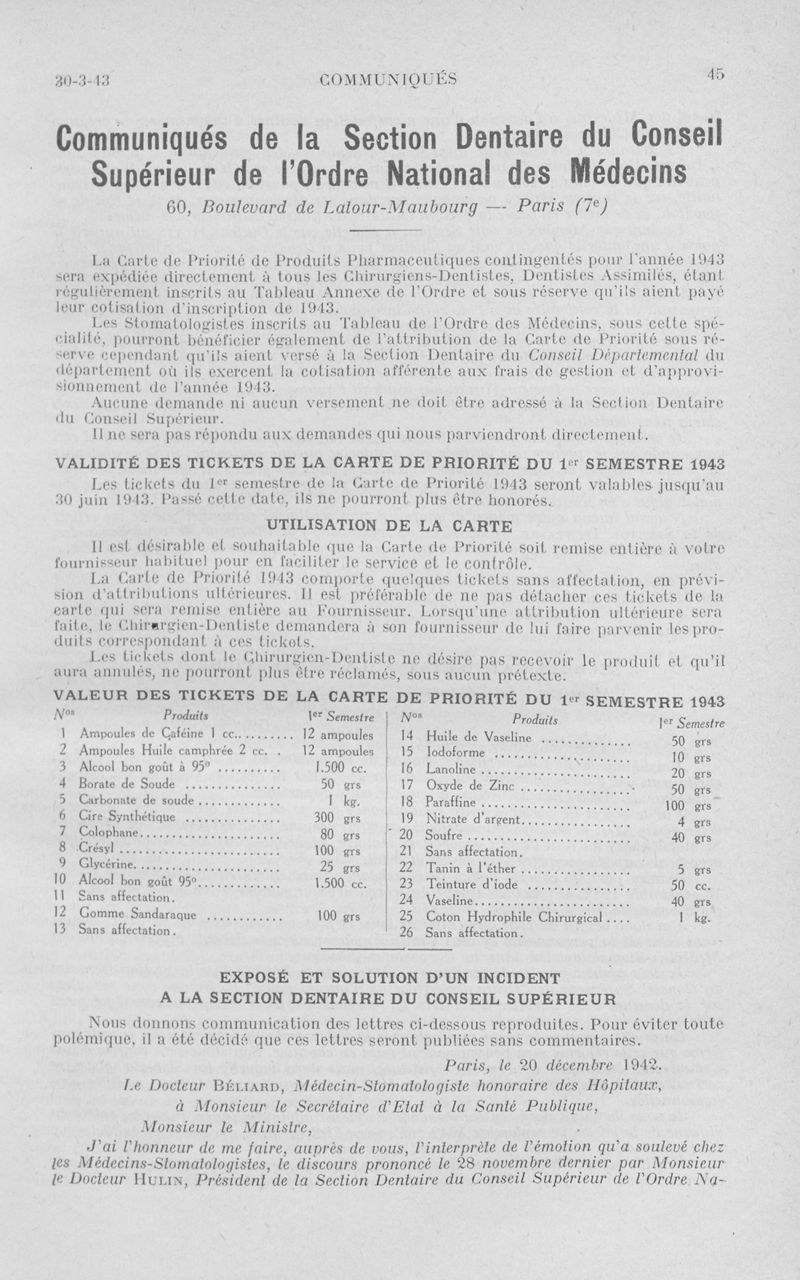 30-3-43
COMMUNIQUÉS
45
Communiqués de la Section Dentaire du Conseil
Supérieur de l'Ordre National des Médecins
60, Boulevard de Latour-Maubourg — Paris (7e)
La Carte de Priorité de Produits Pharmaceutiques contingentés pour l'année 1943
sera expédiée directement à tous les Chirurgiens-Dentistes, Dentistes Assimilés, étant
régulièrement inscrits au Tableau Annexe de l'Ordre et sous réserve qu'ils aient payé
leur cotisation d'inscription de 1943.
Les Stomatologistes inscrits au Tableau de l'Ordre des Médecins, sous cette spé-
cialité, pourront bénéficier également de l'attribution de la Carte de Priorité sous ré-
serve cependant qu'ils aient versé à la Section Dentaire du Conseil Départemental du
département où ils exercent la cotisation afférente aux frais de gestion et d'approvi-
sionnement de l'année 1943.
Aucune demande ni aucun versement ne doit être adressé à la Section Dentaire
du Conseil Supérieur.
Il ne sera pas répondu aux demandes qui nous parviendront directement.
VALIDITÉ DES TICKETS DE LA CARTE DE PRIORITÉ DU 1er SEMESTRE 1943
Les tickets du 1er semestre de la Carte de Priorité 1943 seront valables jusqu'au
30 juin 1943. Passé cette date, ils ne pourront plus être honorés.
UTILISATION DE LA CARTE
Il est désirable et souhaitable que la Carte de Priorité soit remise entière à votre
fournisseur habituel pour en faciliter le service et le contrôle.
La Carte de Priorité 1943 comporte quelques tickets sans affectation, en prévi-
sion d'attributions ultérieures. Il est préférable de ne pas détacher ces tickets de la
carte qui sera remise entière au Fournisseur. Lorsqu'une attribution ultérieure sera
faite, le Chirurgien-Dentiste demandera à son fournisseur de lui faire parvenir les pro-
duits correspondant à ces tickets.
Les tickets dont le Chirurgien-Dentiste ne désire pas recevoir le produit et qu'il
aura annulés, ne pourront plus être réclamés, sous aucun prétexte.
VALEUR DES TICKETS DE LA CARTE DE PRIORITÉ DU 1er SEMESTRE 1943
Nos Produits 1er Semestre
1 Ampoules de Caféine 1 cc.......... 12 ampoules
2 Ampoules Huile camphrée 2 cc. . 12 ampoules
3 Alcool bon goût à 95° .......... 1.500 cc.
4 Borate de Soude ............... 50 grs
5 Carbonate de soude ............. 1 kg.
6 Cire Synthétique ............... 300 grs
7 Colophane...................... 80 grs
8 Crésyl ......................... 100 grs
9 Glycérine....................... 25 grs
10 Alcool bon goût 95°............. 1.500 cc.
11 Sans affectation.
12 Gomme Sandaraque ............ 100 grs
13 Sans affectation.
Nos Produits 1er Semestre
14 Huile de Vaseline .............. 50 grs
15 Iodoforme ..................... 10 grs
16 Lanoline ....................... 20 grs
17 Oxyde de Zinc ................. 50 grs
18 Paraffine ....................... 100 grs
19 Nitrate d'argent................. 4 grs
20 Soufre ......................... 40 grs
21 Sans affectation.
22 Tanin à l'éther ................. 5 grs
23 Teinture d'iode ................ 50 cc.
24 Vaseline........................ 40 grs
25 Coton Hydrophile Chirurgical .... 1 kg.
26 Sans affectation.
EXPOSÉ ET SOLUTION D'UN INCIDENT
A LA SECTION DENTAIRE DU CONSEIL SUPÉRIEUR
Nous donnons communication des lettres ci-dessous reproduites. Pour éviter toute
polémique, il a été décidé que ces lettres seront publiées sans commentaires.
Paris, le 20 décembre 1942.
Le Docteur BÉLIARD, Médecin-Stomatologiste honoraire des Hôpitaux,
à Monsieur le Secrétaire d'Etat à la Santé Publique,
Monsieur le Ministre,
J'ai l'honneur de me faire, auprès de vous, l'interprète de l'émotion qu'a soulevé chez
les Médecins-Stomatologistes, le discours prononcé le 28 novembre dernier par Monsieur
le Docteur HULIN, Président de la Section Dentaire du Conseil Supérieur de l'Ordre Na-